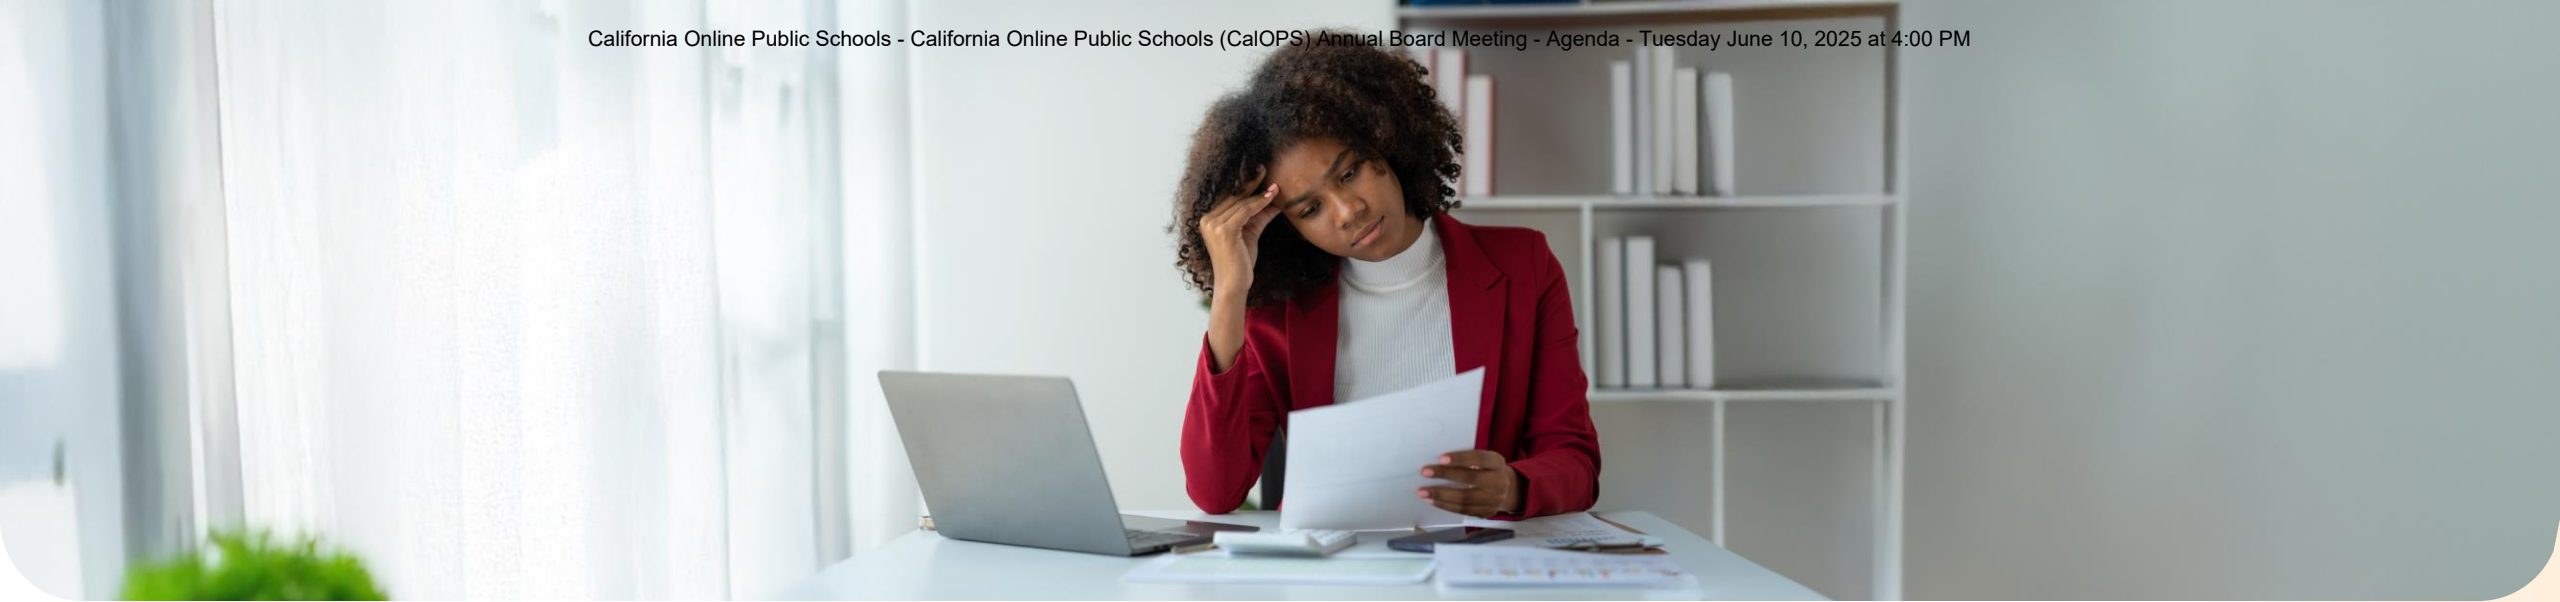 California Online Public Schools - California Online Public Schools (CalOPS) Annual Board Meeting - Agenda - Tuesday June 10, 2025 at 4:00 PM